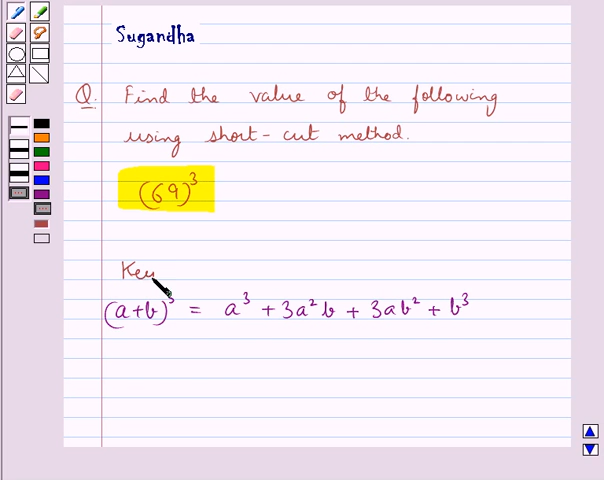 Sugandha
Q. Find the value of the following
using short-cut method.
(69)³
Key
(a+b)³ = a³ + 3a²b + 3ab² + b³